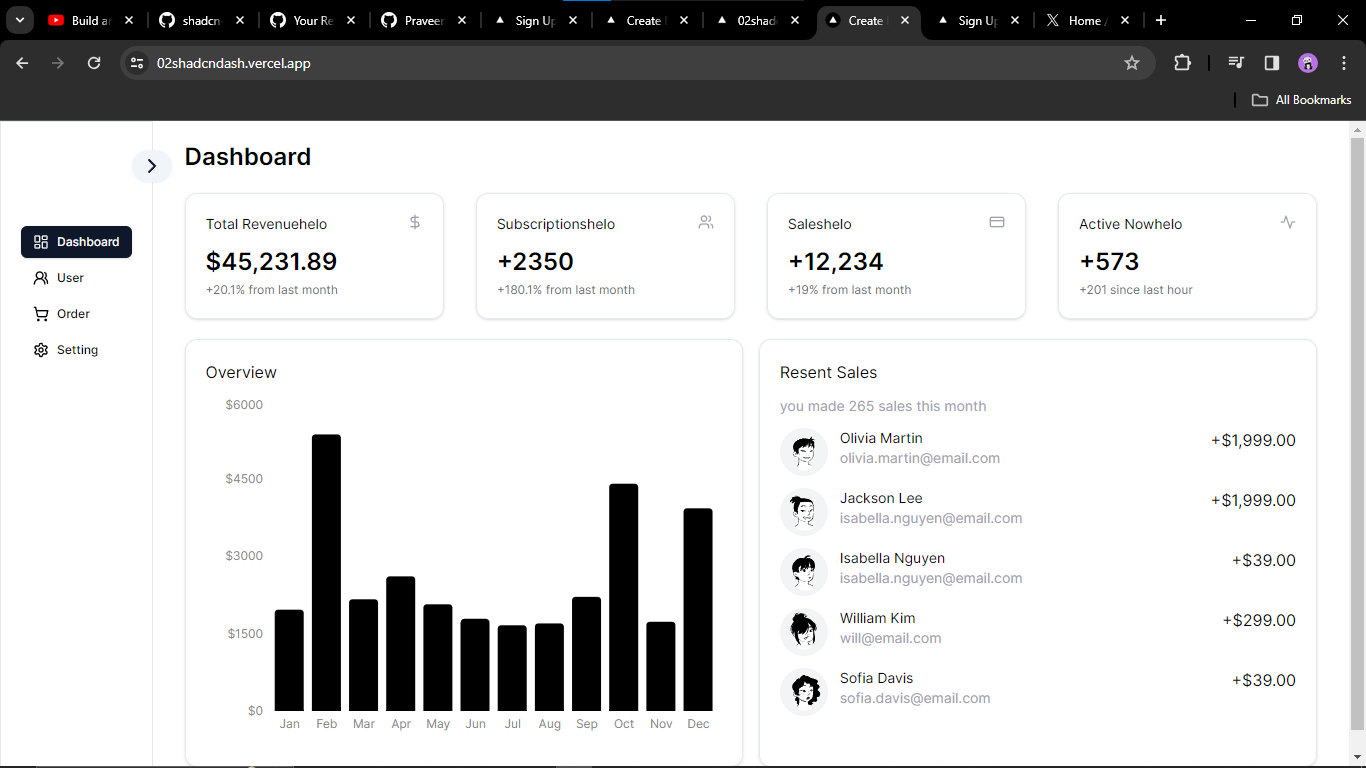 Build a
shadcn
Your Re
Praveen
Sign Up
Create
02shad
Create
Sign Up
Home /
02shadcndash.vercel.app
All Bookmarks
Dashboard
Total Revenuehelo
$
Subscriptionshelo
Saleshelo
Active Nowhelo
$45,231.89
+2350
+12,234
+573
+20.1% from last month
+180.1% from last month
+19% from last month
+201 since last hour
Dashboard
User
Order
Setting
Overview
$6000
$4500
$3000
$1500
$0
Jan Feb Mar Apr May Jun Jul Aug Sep Oct Nov Dec
Resent Sales
you made 265 sales this month
Olivia Martin
olivia.martin@email.com
+$1,999.00
Jackson Lee
isabella.nguyen@email.com
+$1,999.00
Isabella Nguyen
isabella.nguyen@email.com
+$39.00
William Kim
will@email.com
+$299.00
Sofia Davis
sofia.davis@email.com
+$39.00